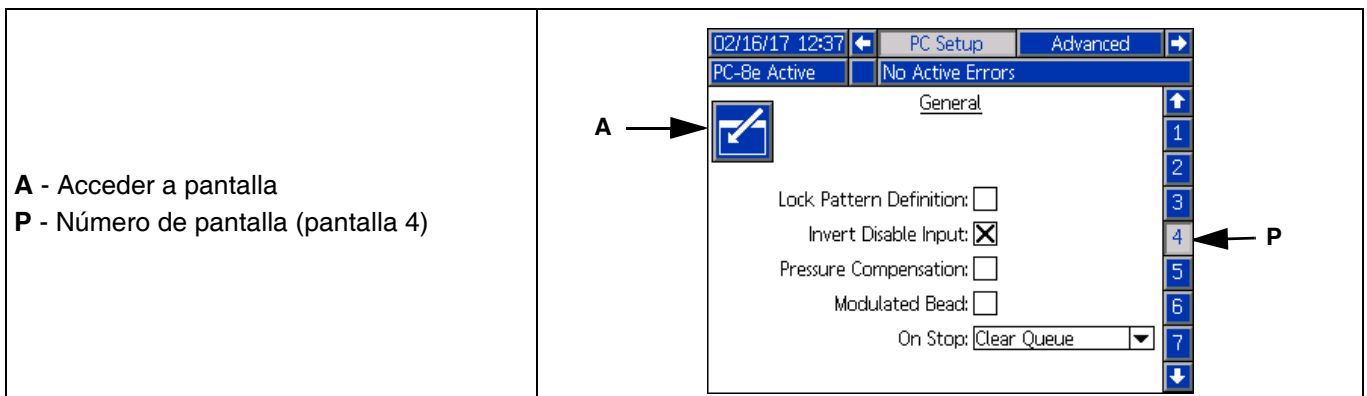 A - Acceder a pantalla
P - Número de pantalla (pantalla 4)
02/16/17 12:37 PC Setup Advanced
PC-8e Active No Active Errors
A
General
1
2
Lock Pattern Definition: 3
Invert Disable Input: 4
P
Pressure Compensation: 5
Modulated Bead: 6
On Stop: Clear Queue 7